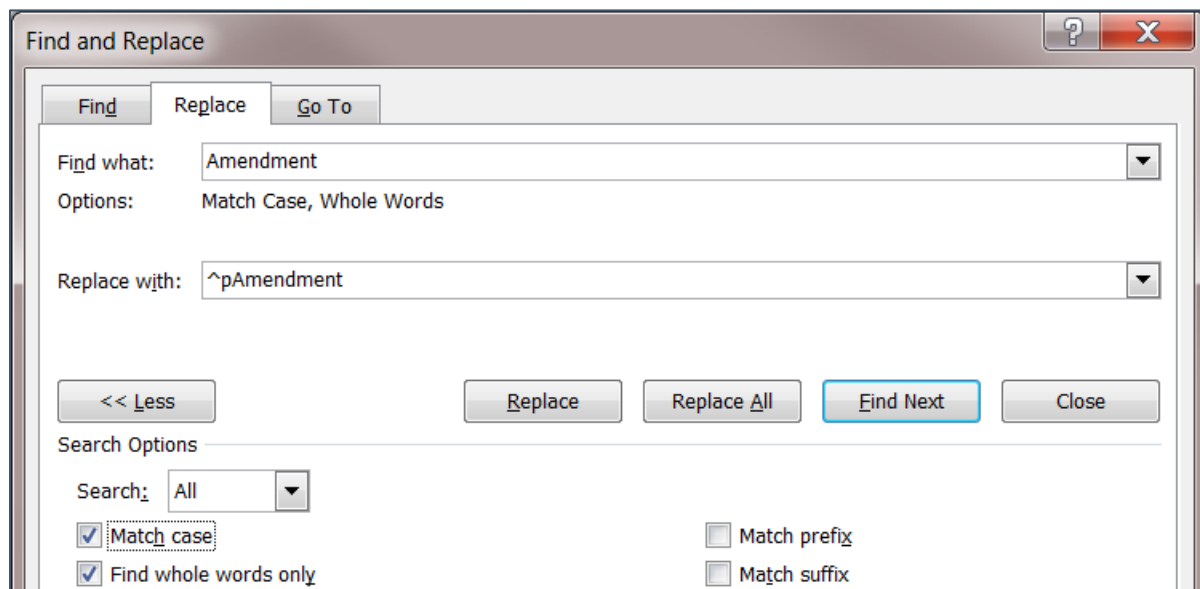 Find and Replace
Find Replace Go To
Find what: Amendment
Options: Match Case, Whole Words
Replace with: ^pAmendment
<< Less Replace Replace All Find Next Close
Search Options
Search: All
Match case Match prefix
Find whole words only Match suffix